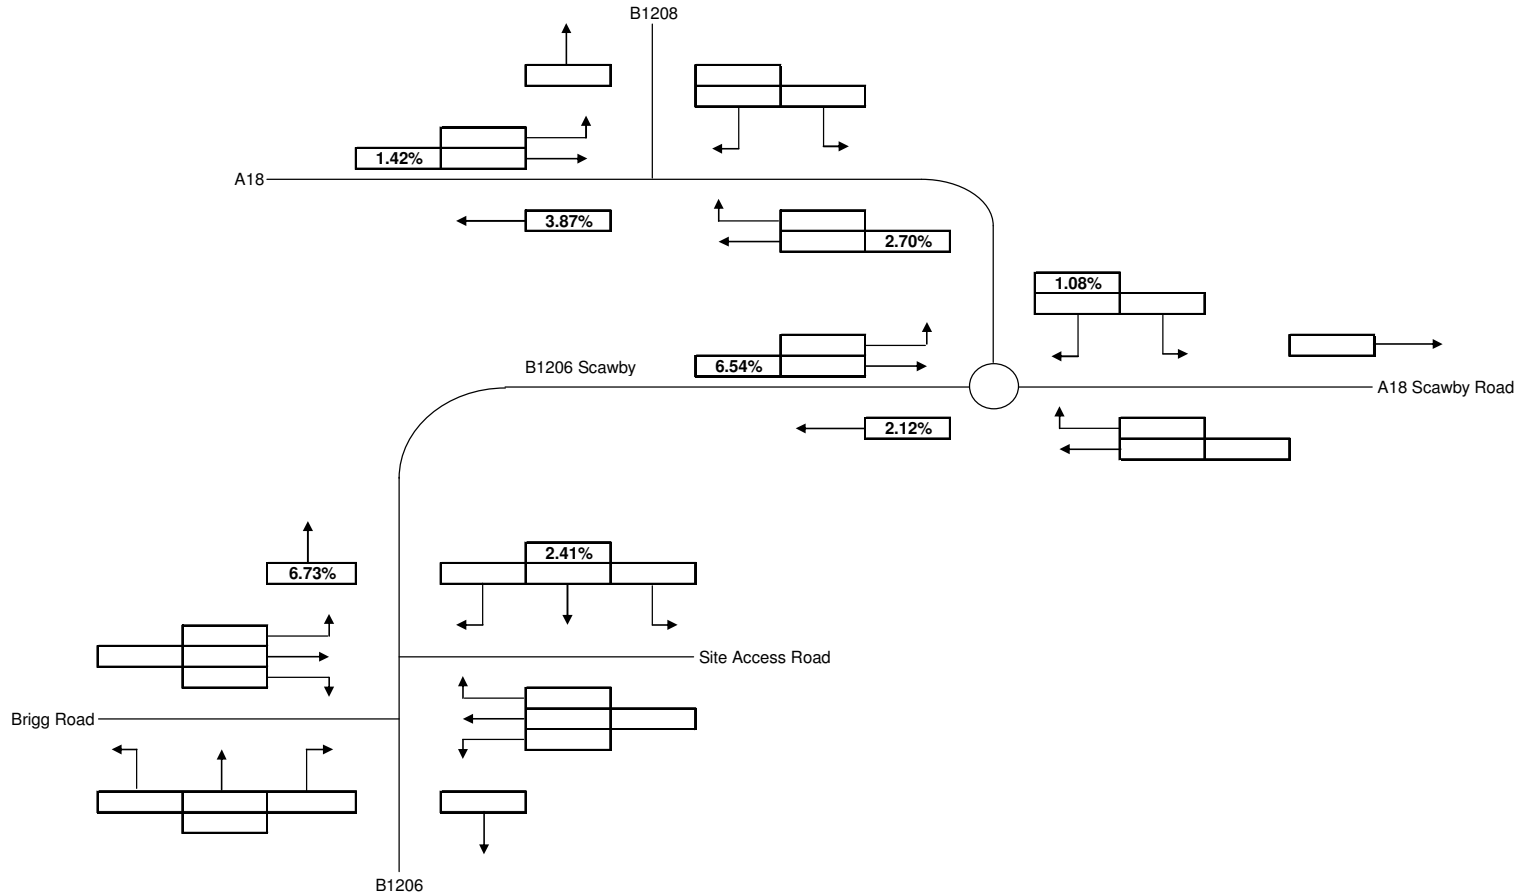 B1208
1.42%
A18
3.87%
2.70%
1.08%
B1206 Scawby
6.54%
A18 Scawby Road
2.12%
2.41%
6.73%
Site Access Road
Brigg Road
B1206